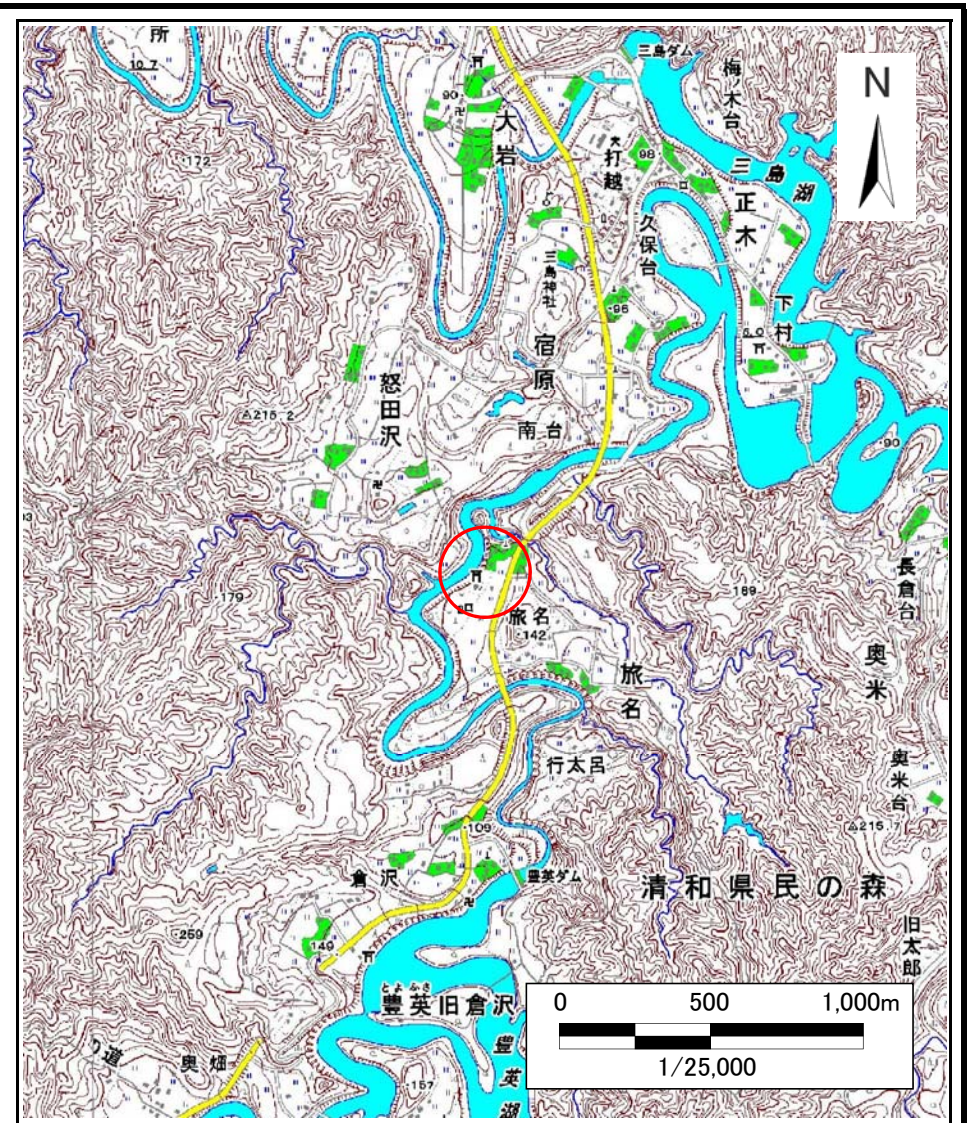 所
107
三島ダム
梅木台
N
90
大岩
172
打越
98
三島湖
正木
久保台
三島神社
下村
96
宿原
怒田沢
南台
215.2
90
長倉台
179
189
旅名
142
奥米
旅名
奥米台
行太呂
215.7
109
倉沢
豊英ダム
清和県民の森
259
149
旧太郎
とよふさ
豊英旧倉沢
0 500 1,000m
1/25,000
豊英湖
の道
奥畑
157